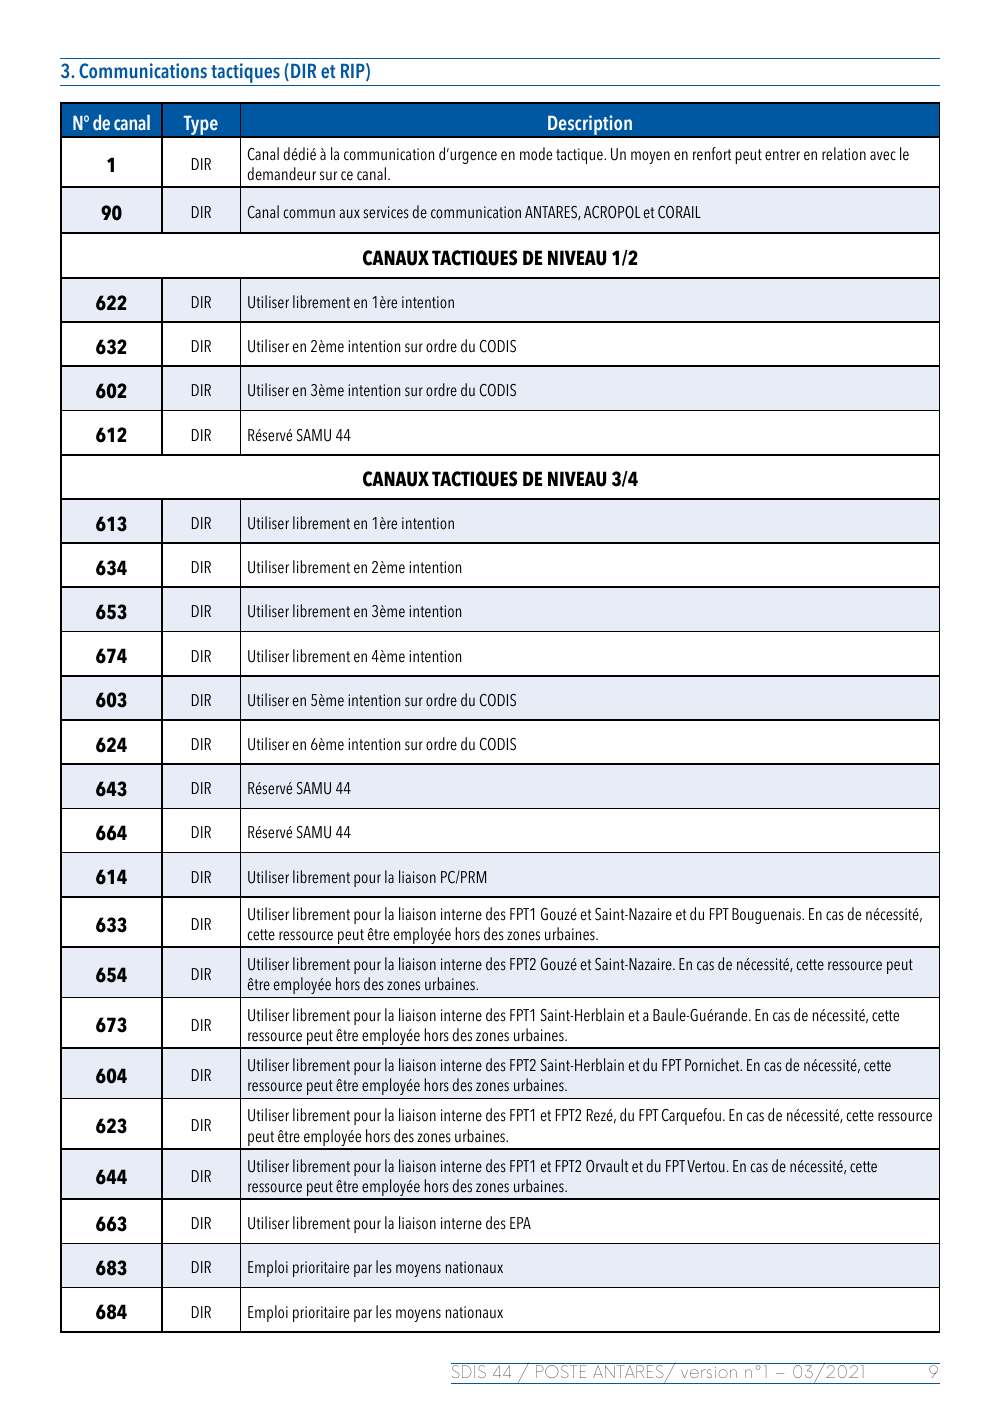 3. Communications tactiques (DIR et RIP)
N° de canal Type Description
1 DIR Canal dédié à la communication d'urgence en mode tactique. Un moyen en renfort peut entrer en relation avec le
demandeur sur ce canal.
90 DIR Canal commun aux services de communication ANTARES, ACROPOL et CORAIL
CANAUX TACTIQUES DE NIVEAU 1/2
622 DIR Utiliser librement en 1ère intention
632 DIR Utiliser en 2ème intention sur ordre du CODIS
602 DIR Utiliser en 3ème intention sur ordre du CODIS
612 DIR Réservé SAMU 44
CANAUX TACTIQUES DE NIVEAU 3/4
613 DIR Utiliser librement en 1ère intention
634 DIR Utiliser librement en 2ème intention
653 DIR Utiliser librement en 3ème intention
674 DIR Utiliser librement en 4ème intention
603 DIR Utiliser en 5ème intention sur ordre du CODIS
624 DIR Utiliser en 6ème intention sur ordre du CODIS
643 DIR Réservé SAMU 44
664 DIR Réservé SAMU 44
614 DIR Utiliser librement pour la liaison PC/PRM
633 DIR Utiliser librement pour la liaison interne des FPT1 Gouzé et Saint-Nazaire et du FPT Bouguenais. En cas de nécessité,
cette ressource peut être employée hors des zones urbaines.
654 DIR Utiliser librement pour la liaison interne des FPT2 Gouzé et Saint-Nazaire. En cas de nécessité, cette ressource peut
être employée hors des zones urbaines.
673 DIR Utiliser librement pour la liaison interne des FPT1 Saint-Herblain et a Baule-Guérande. En cas de nécessité, cette
ressource peut être employée hors des zones urbaines.
604 DIR Utiliser librement pour la liaison interne des FPT2 Saint-Herblain et du FPT Pornichet. En cas de nécessité, cette
ressource peut être employée hors des zones urbaines.
623 DIR Utiliser librement pour la liaison interne des FPT1 et FPT2 Rezé, du FPT Carquefou. En cas de nécessité, cette ressource
peut être employée hors des zones urbaines.
644 DIR Utiliser librement pour la liaison interne des FPT1 et FPT2 Orvault et du FPT Vertou. En cas de nécessité, cette
ressource peut être employée hors des zones urbaines.
663 DIR Utiliser librement pour la liaison interne des EPA
683 DIR Emploi prioritaire par les moyens nationaux
684 DIR Emploi prioritaire par les moyens nationaux
SDIS 44 / POSTE ANTARES/ version n°1 – 03/2021 9